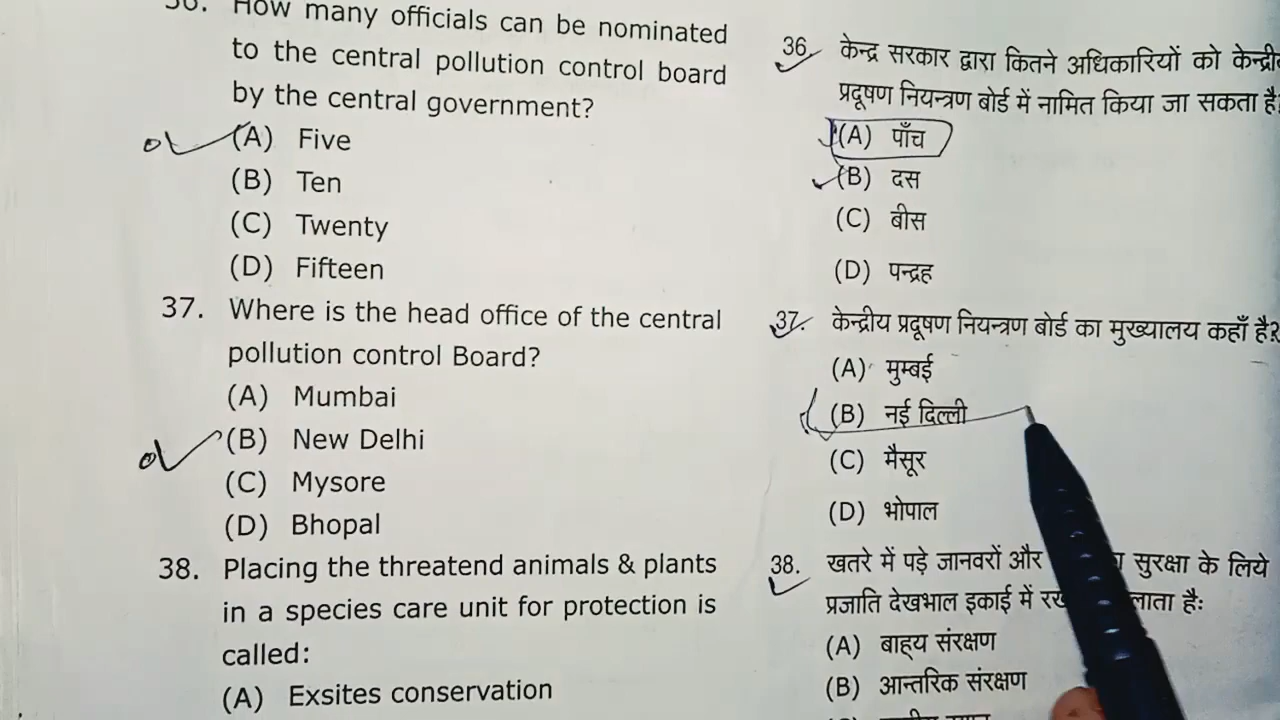 36. How many officials can be nominated
to the central pollution control board
by the central government?
(A) Five
(B) Ten
(C) Twenty
(D) Fifteen
37. Where is the head office of the central
pollution control Board?
(A) Mumbai
(B) New Delhi
(C) Mysore
(D) Bhopal
38. Placing the threatend animals & plants
in a species care unit for protection is
called:
(A) Exsites conservation
36. केन्द्र सरकार द्वारा कितने अधिकारियों को केन्द्रीय
प्रदूषण नियन्त्रण बोर्ड में नामित किया जा सकता है?
(A) पाँच
(B) दस
(C) बीस
(D) पन्द्रह
37. केन्द्रीय प्रदूषण नियन्त्रण बोर्ड का मुख्यालय कहाँ है?
(A) मुम्बई
(B) नई दिल्ली
(C) मैसूर
(D) भोपाल
38. खतरे में पड़े जानवरों और सुरक्षा के लिये
प्रजाति देखभाल इकाई में
(A) बाह्य संरक्षण
(B) आन्तरिक संरक्षण